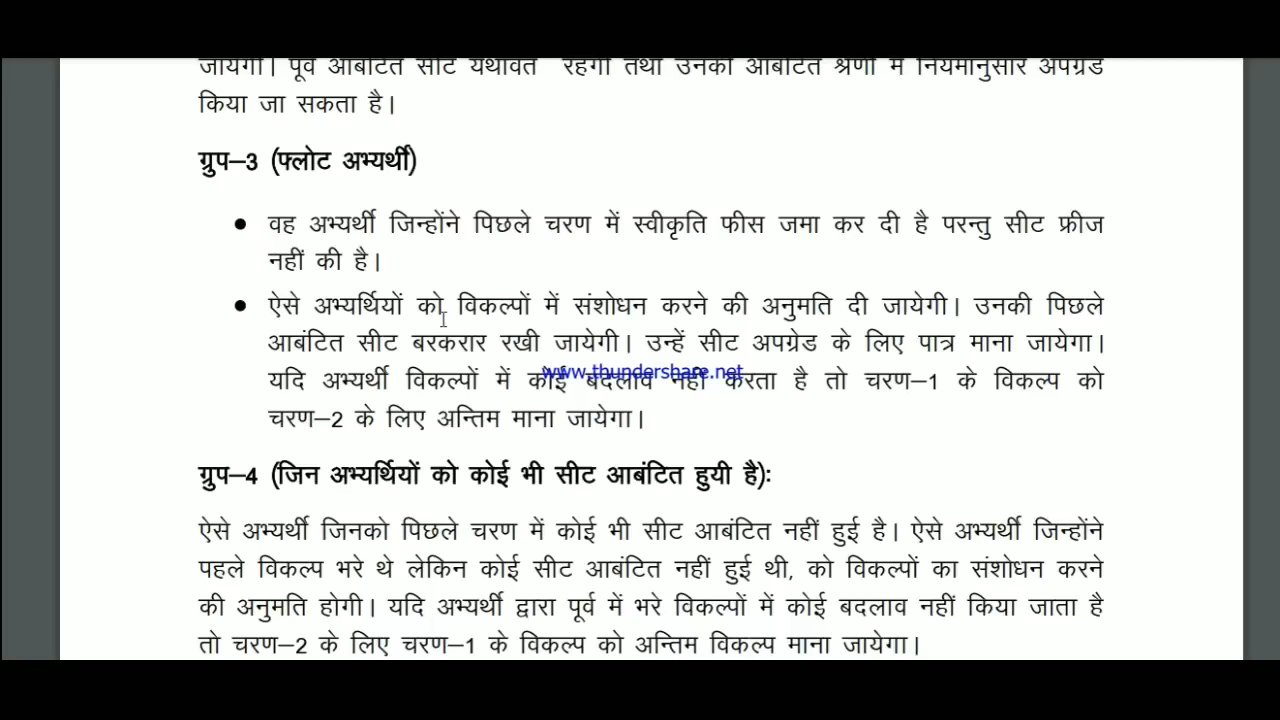 जायेगी। पूर्व आबंटित सीट यथावत रहेगी तथा उनको आबंटित श्रेणी में नियमानुसार अपग्रेड
किया जा सकता है।
ग्रुप–3 (फ्लोट अभ्यर्थी)
● वह अभ्यर्थी जिन्होंने पिछले चरण में स्वीकृति फीस जमा कर दी है परन्तु सीट फ्रीज
नहीं की है।
● ऐसे अभ्यर्थियों को विकल्पों में संशोधन करने की अनुमति दी जायेगी। उनकी पिछले
आबंटित सीट बरकरार रखी जायेगी। उन्हें सीट अपग्रेड के लिए पात्र माना जायेगा।
www.thundershare.net
यदि अभ्यर्थी विकल्पों में कोई बदलाव नहीं करता है तो चरण–1 के विकल्प को
चरण–2 के लिए अन्तिम माना जायेगा।
ग्रुप–4 (जिन अभ्यर्थियों को कोई भी सीट आबंटित हुयी है):
ऐसे अभ्यर्थी जिनको पिछले चरण में कोई भी सीट आबंटित नहीं हुई है। ऐसे अभ्यर्थी जिन्होंने
पहले विकल्प भरे थे लेकिन कोई सीट आबंटित नहीं हुई थी, को विकल्पों का संशोधन करने
की अनुमति होगी। यदि अभ्यर्थी द्वारा पूर्व में भरे विकल्पों में कोई बदलाव नहीं किया जाता है
तो चरण–2 के लिए चरण–1 के विकल्प को अन्तिम विकल्प माना जायेगा।